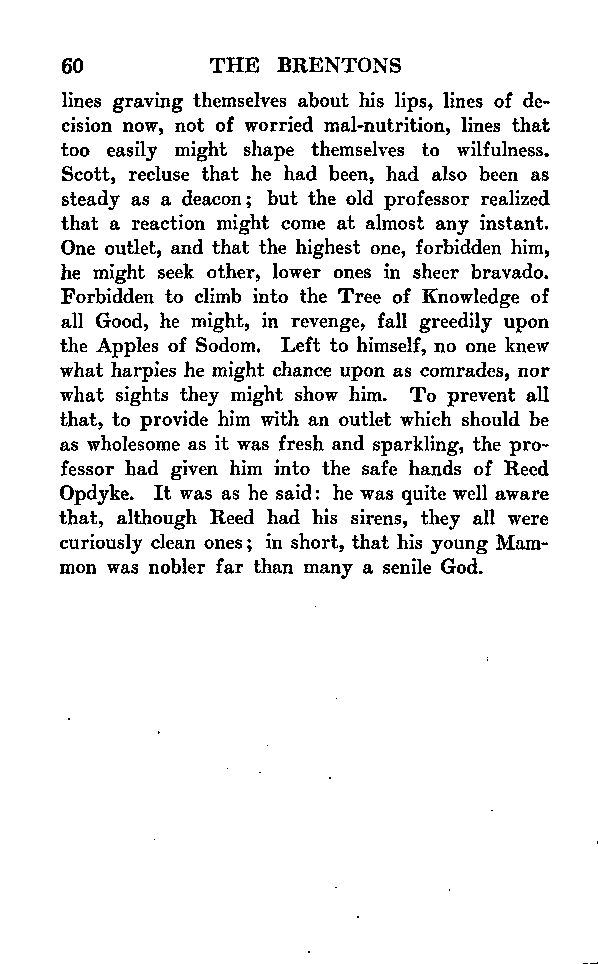 60 THE BRENTONS
lines graving themselves about his lips, lines of de-
cision now, not of worried mal-nutrition, lines that
too easily might shape themselves to wilfulness.
Scott, recluse that he had been, had also been as
steady as a deacon; but the old professor realized
that a reaction might come at almost any instant.
One outlet, and that the highest one, forbidden him,
he might seek other, lower ones in sheer bravado.
Forbidden to climb into the Tree of Knowledge of
all Good, he might, in revenge, fall greedily upon
the Apples of Sodom. Left to himself, no one knew
what harpies he might chance upon as comrades, nor
what sights they might show him. To prevent all
that, to provide him with an outlet which should be
as wholesome as it was fresh and sparkling, the pro-
fessor had given him into the safe hands of Reed
Opdyke. It was as he said: he was quite well aware
that, although Reed had his sirens, they all were
curiously clean ones; in short, that his young Mam-
mon was nobler far than many a senile God.